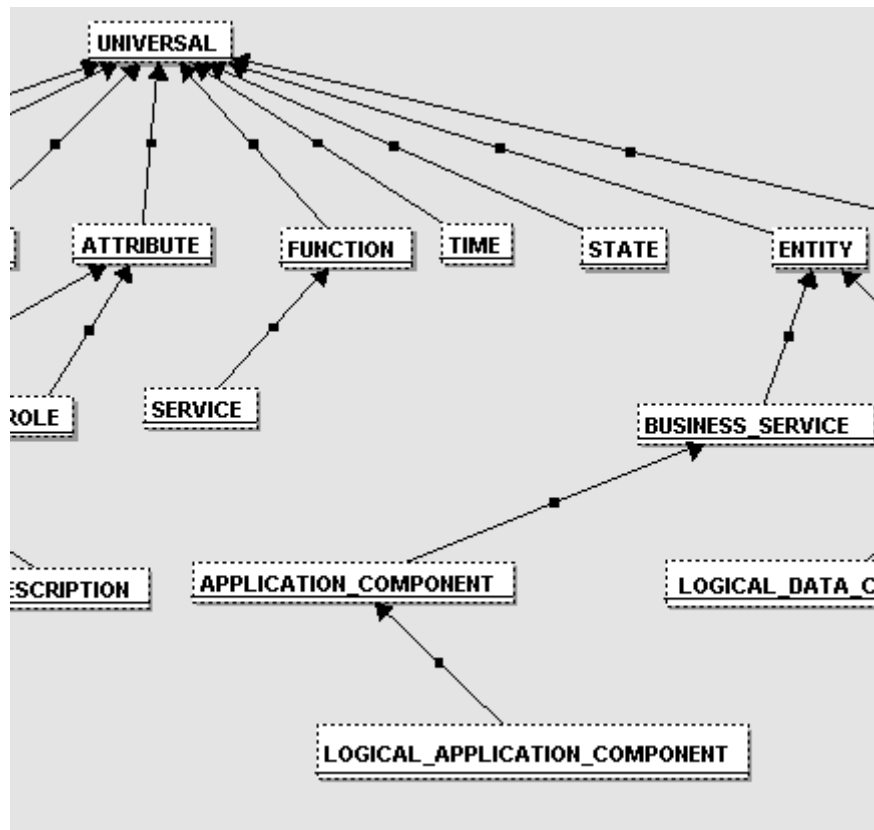 UNIVERSAL
ATTRIBUTE
FUNCTION
TIME
STATE
ENTITY
ROLE
SERVICE
BUSINESS_SERVICE
ESCRIPTION
APPLICATION_COMPONENT
LOGICAL_DATA_C
LOGICAL_APPLICATION_COMPONENT